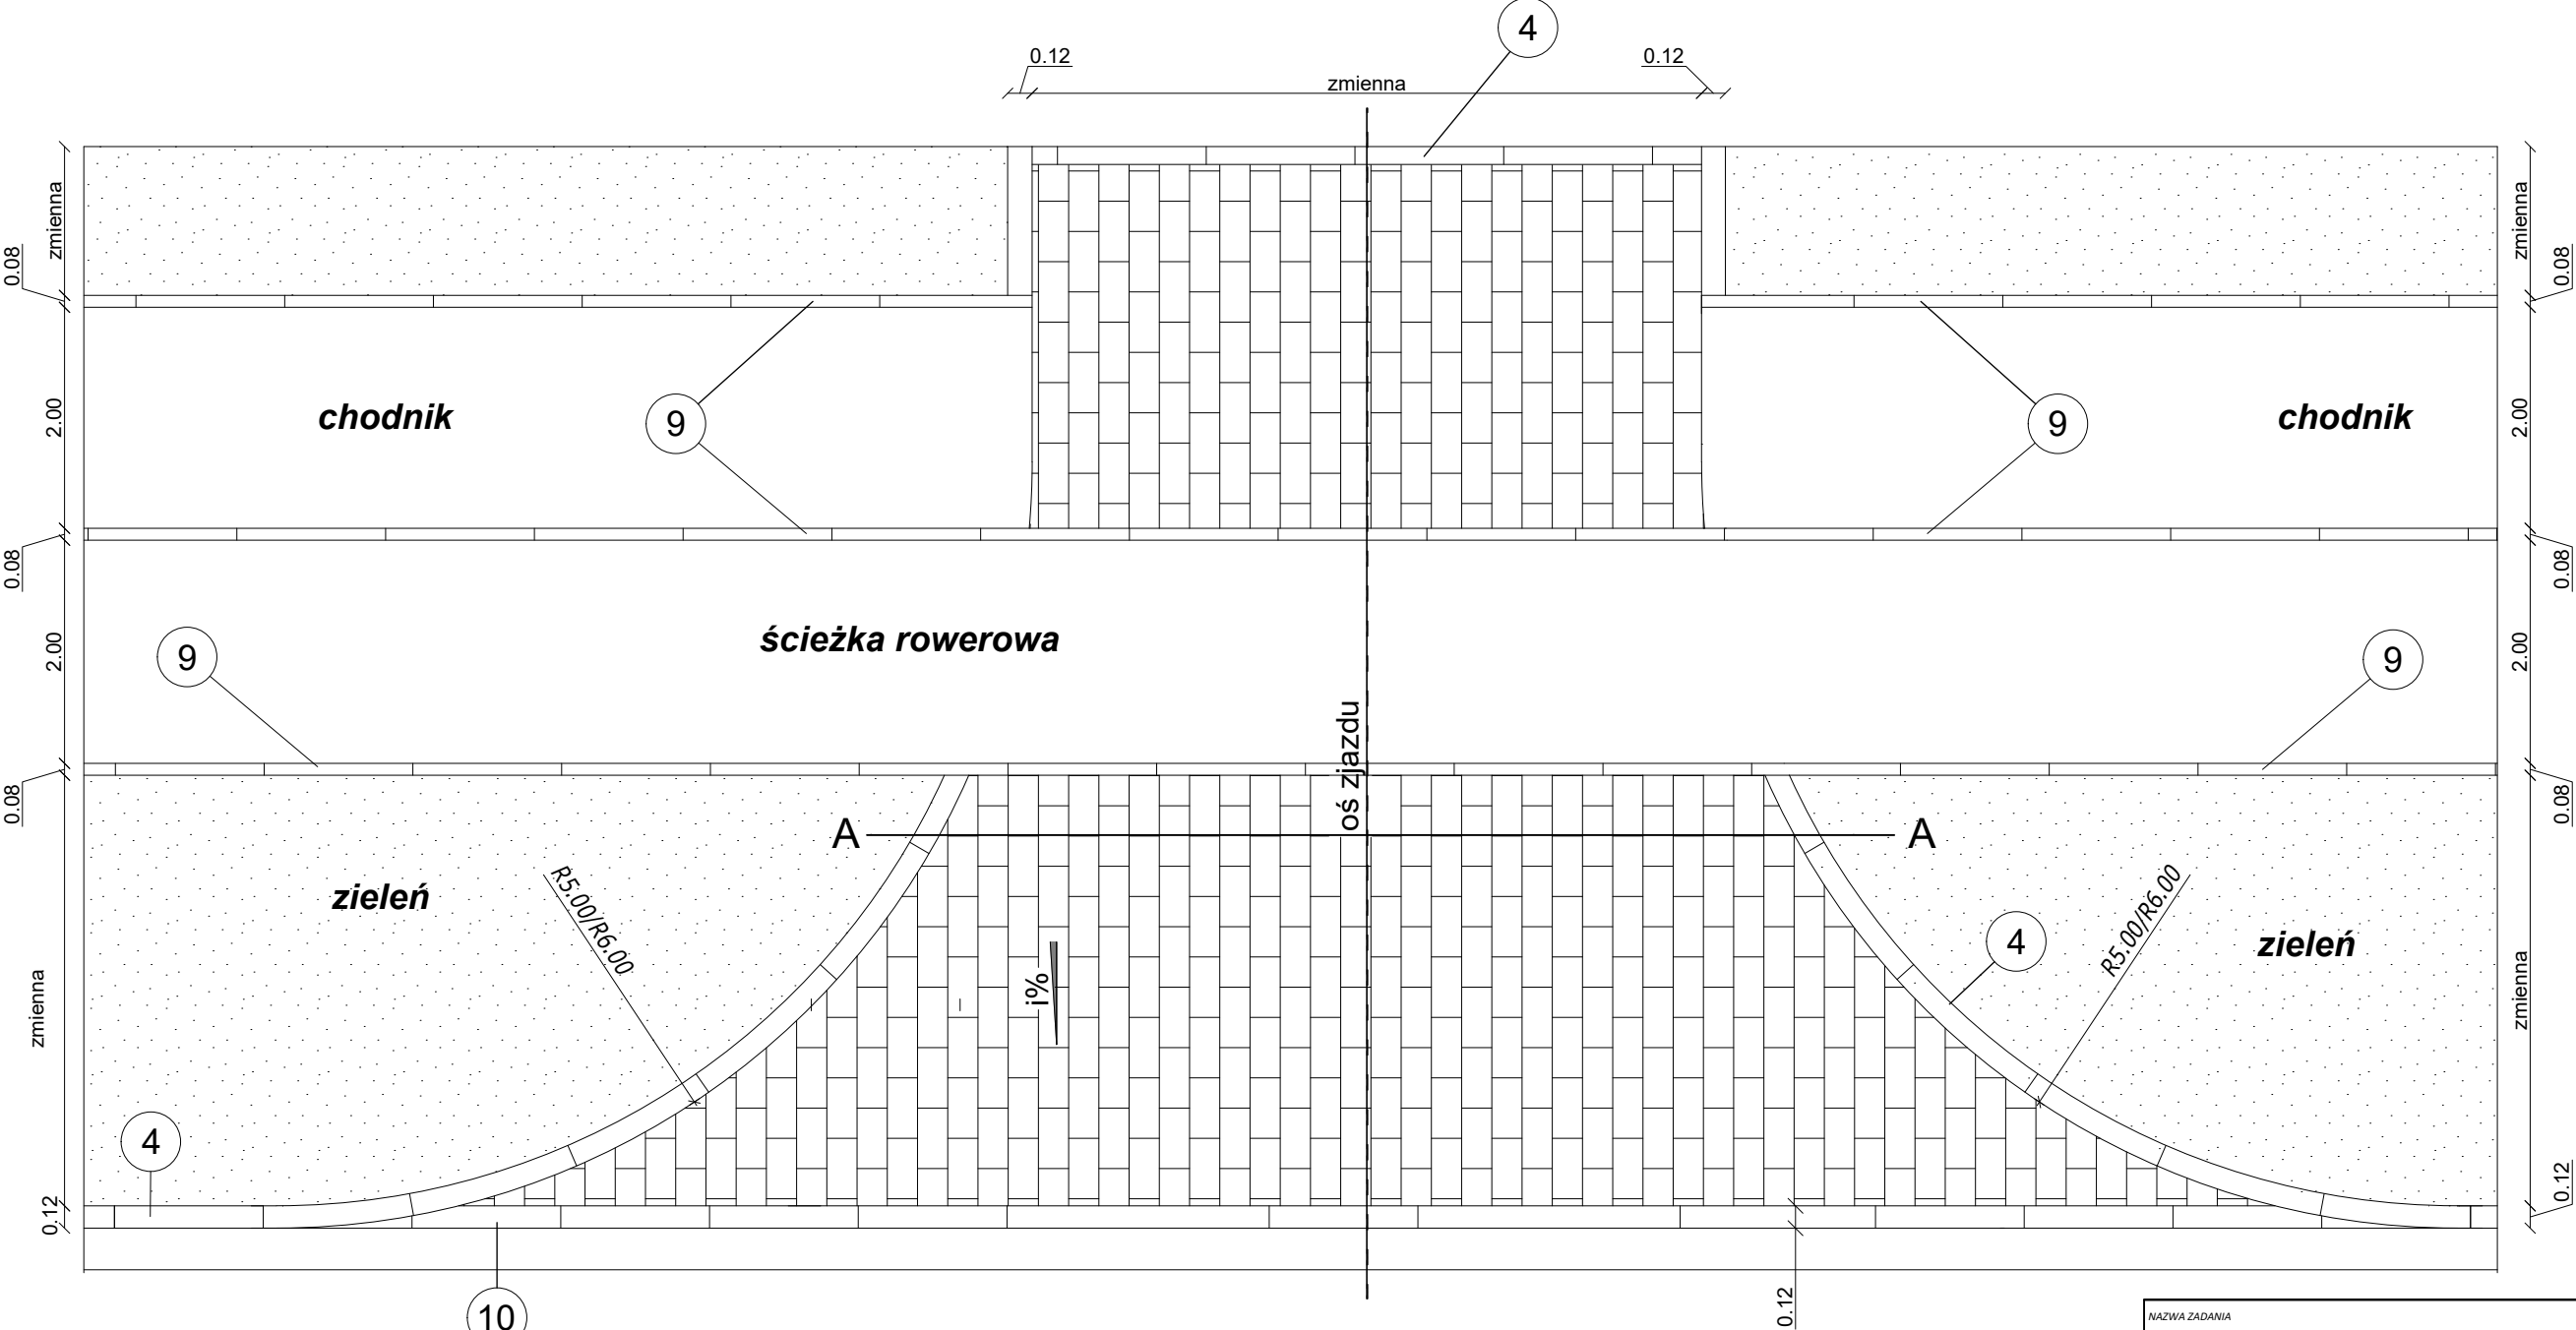 4
0.12
0.12
zmienna
zmienna
zmienna
0.08
0.08
2.00
chodnik
9
9
chodnik
2.00
0.08
0.08
2.00
9
ścieżka rowerowa
9
2.00
oś zjazdu
0.08
0.08
A
A
zieleń
R5.00/R6.00
R5.00/R6.00
4
zieleń
i%
zmienna
zmienna
4
0.12
0.12
10
0.12
NAZWA ZADANIA